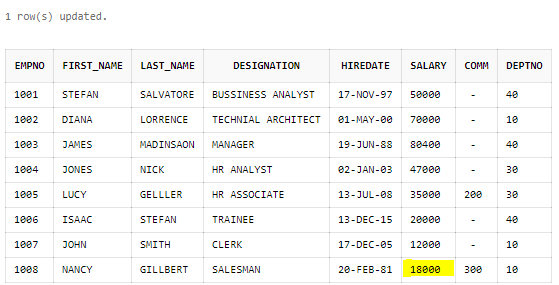 1 row(s) updated.
EMPNO FIRST_NAME LAST_NAME DESIGNATION HIREDATE SALARY COMM DEPTNO
1001 STEFAN SALVATORE BUSSINESS ANALYST 17-NOV-97 50000 - 40
1002 DIANA LORRENCE TECHNIAL ARCHITECT 01-MAY-00 70000 - 10
1003 JAMES MADINSAON MANAGER 19-JUN-88 80400 - 40
1004 JONES NICK HR ANALYST 02-JAN-03 47000 - 30
1005 LUCY GELLLER HR ASSOCIATE 13-JUL-08 35000 200 30
1006 ISAAC STEFAN TRAINEE 13-DEC-15 20000 - 40
1007 JOHN SMITH CLERK 17-DEC-05 12000 - 10
1008 NANCY GILLBERT SALESMAN 20-FEB-81 18000 300 10